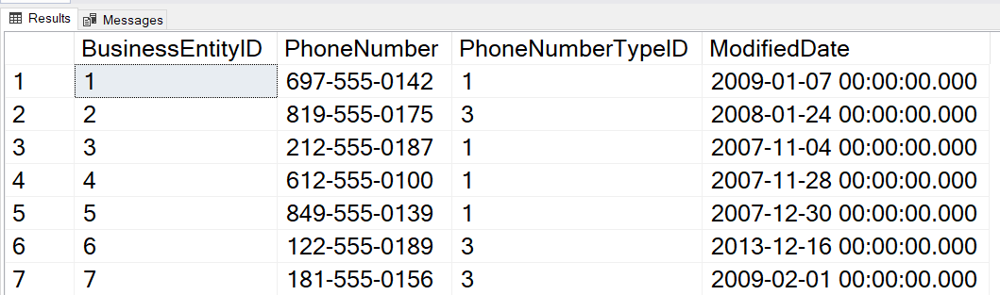 Results Messages
BusinessEntityID PhoneNumber PhoneNumberTypeID ModifiedDate
1 1 697-555-0142 1 2009-01-07 00:00:00.000
2 2 819-555-0175 3 2008-01-24 00:00:00.000
3 3 212-555-0187 1 2007-11-04 00:00:00.000
4 4 612-555-0100 1 2007-11-28 00:00:00.000
5 5 849-555-0139 1 2007-12-30 00:00:00.000
6 6 122-555-0189 3 2013-12-16 00:00:00.000
7 7 181-555-0156 3 2009-02-01 00:00:00.000